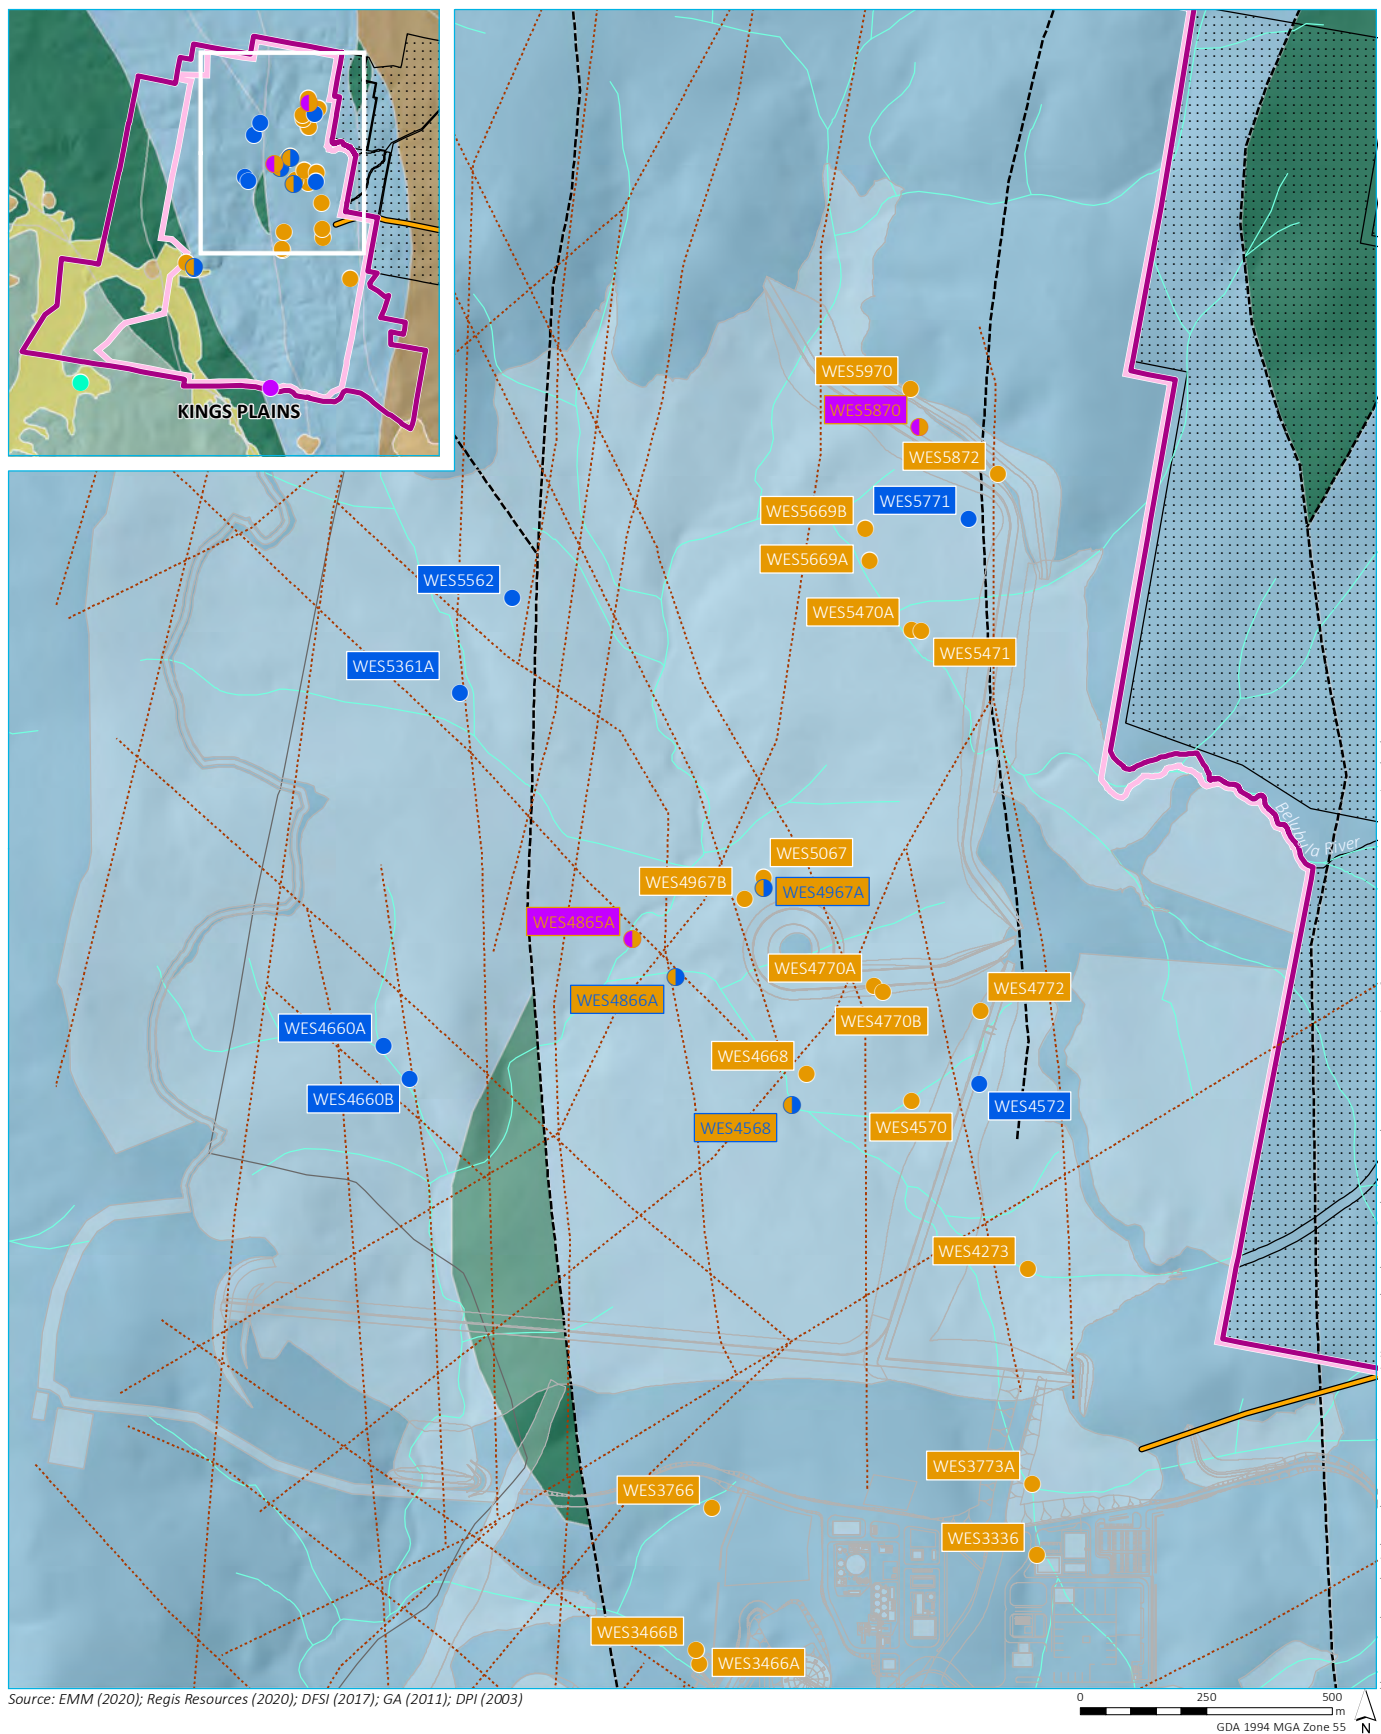 KINGS PLAINS
WES5970
WES5870
WES5872
WES5771
WES5669B
WES5669A
WES5562
WES5470A
WES5471
WES5361A
Belubula River
WES5067
WES4967B
WES4967A
WES4865A
WES4770A
WES4866A
WES4772
WES4770B
WES4660A
WES4668
WES4660B
WES4572
WES4568
WES4570
WES4273
WES3773A
WES3766
WES3336
WES3466B
WES3466A
Source: EMM (2020); Regis Resources (2020); DFSI (2017); GA (2011); DPI (2003)
0 250 500
m
GDA 1994 MGA Zone 55
N